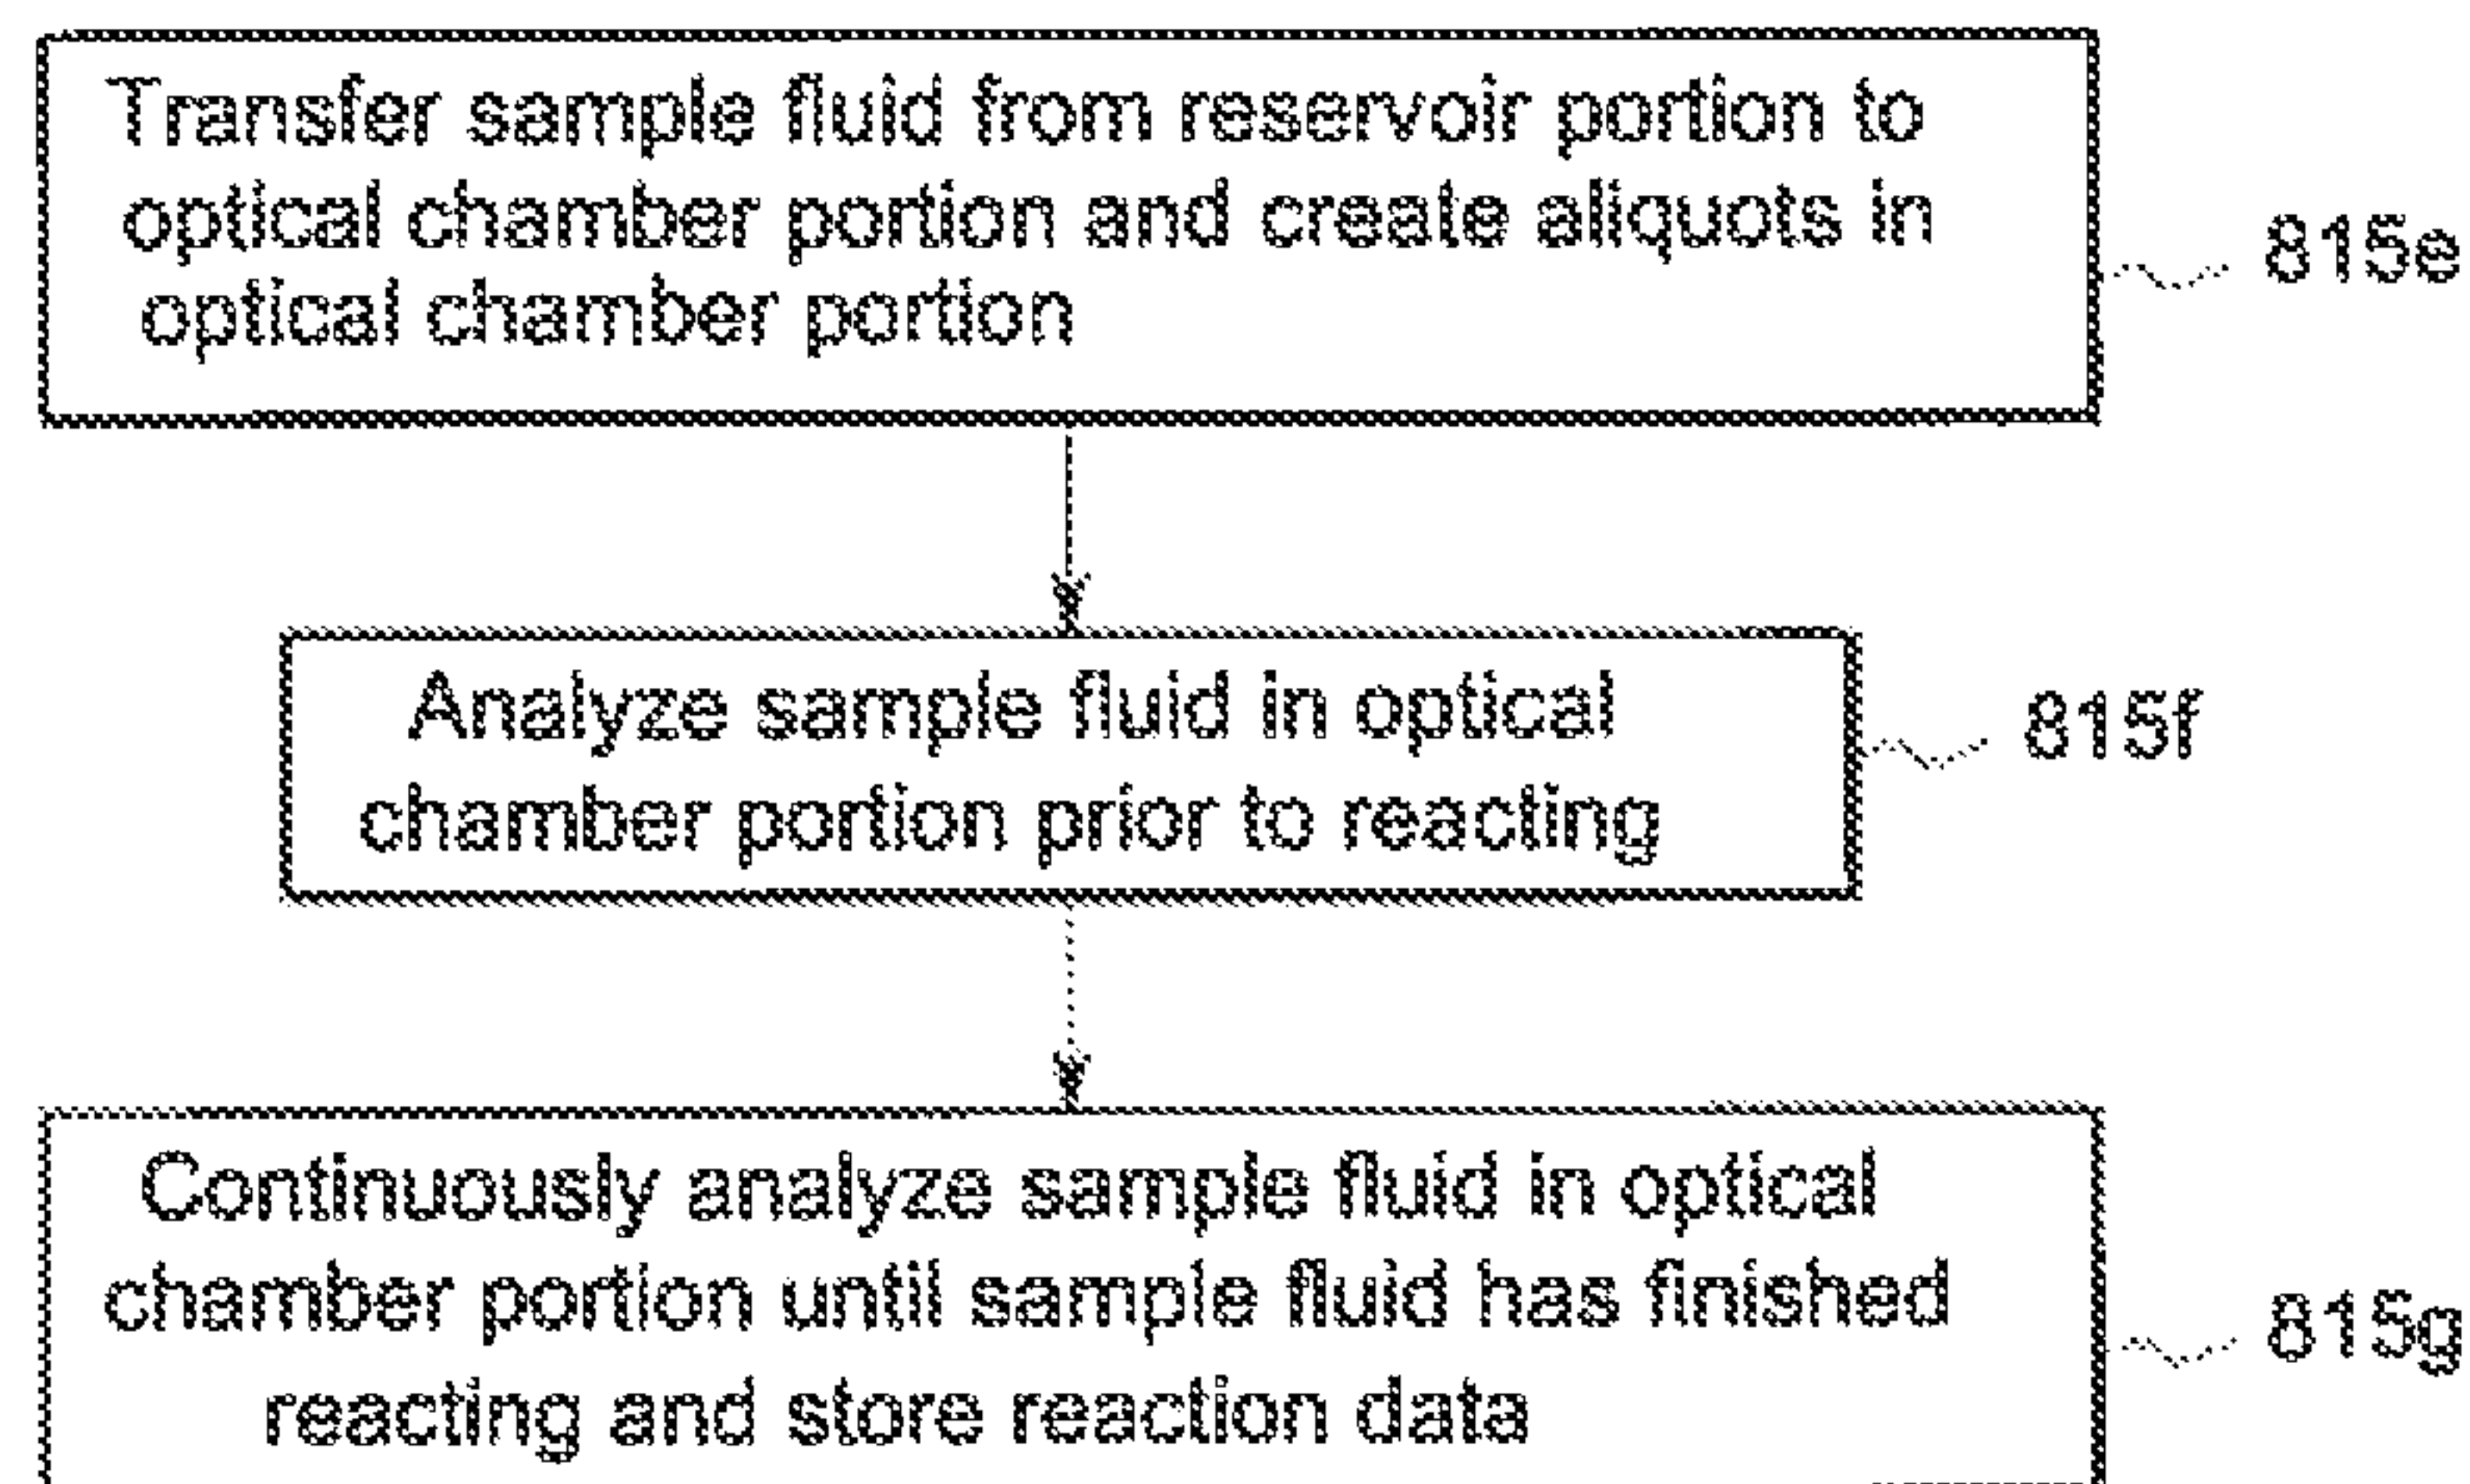 Transfer sample fluid from reservoir portion to
optical chamber portion and create aliquots in
optical chamber portion
815e
Analyze sample fluid in optical
chamber portion prior to reacting
815f
Continuously analyze sample fluid in optical
chamber portion until sample fluid has finished
reacting and store reaction data
815g